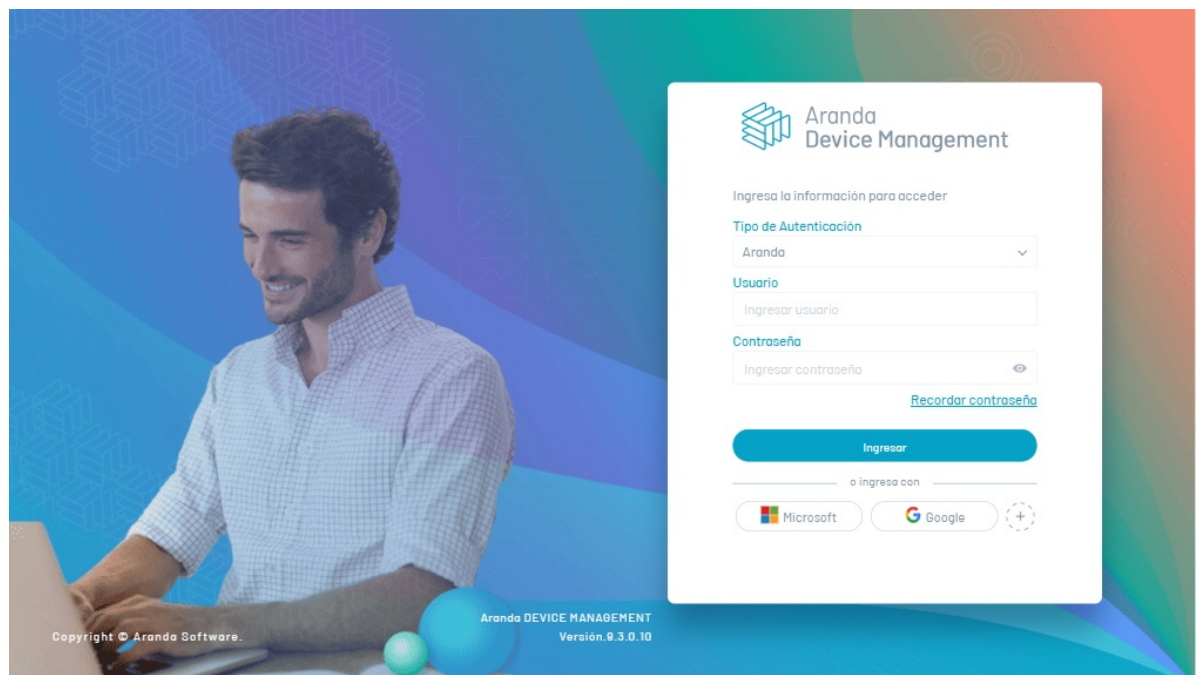 Aranda
Device Management
Ingresa la información para acceder
Tipo de Autenticación
Aranda
Usuario
Ingresar usuario
Contraseña
Ingresar contraseña
Recordar contraseña
Ingresar
o ingresa con
Microsoft
Google
+
Aranda DEVICE MANAGEMENT
Versión.9.3.0.10
Copyright © Aranda Software.